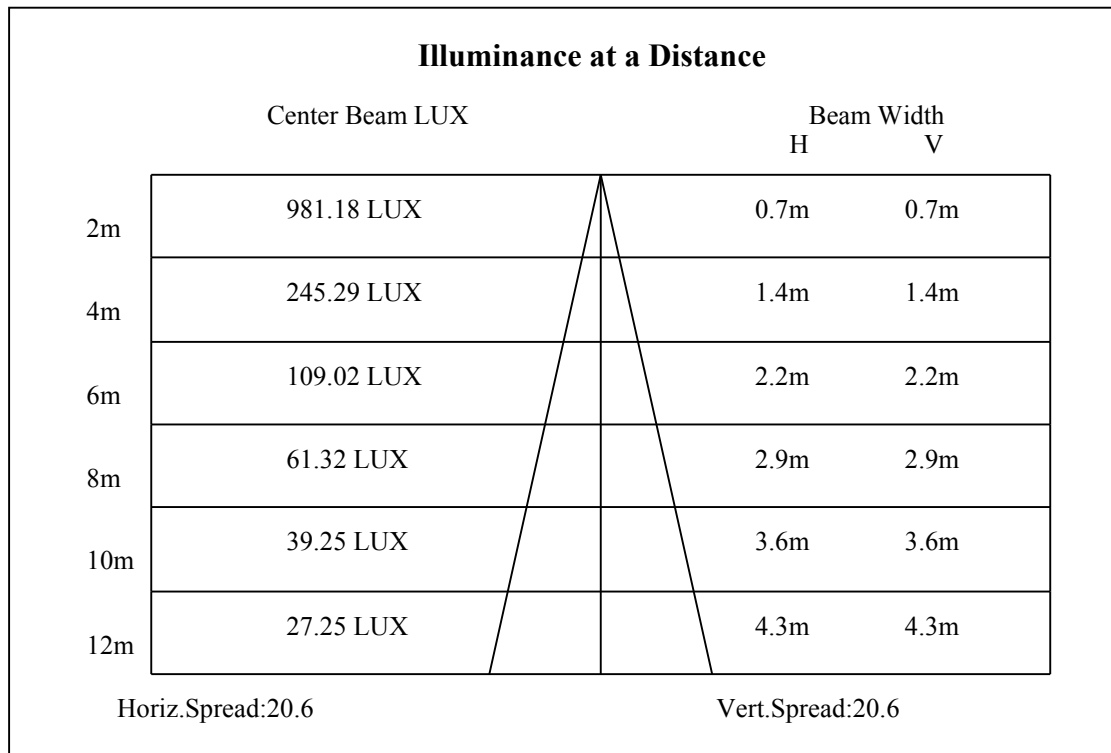 Illuminance at a Distance
Center Beam LUX Beam Width
H V
2m 981.18 LUX 0.7m 0.7m
4m 245.29 LUX 1.4m 1.4m
6m 109.02 LUX 2.2m 2.2m
8m 61.32 LUX 2.9m 2.9m
10m 39.25 LUX 3.6m 3.6m
12m 27.25 LUX 4.3m 4.3m
Horiz.Spread:20.6 Vert.Spread:20.6